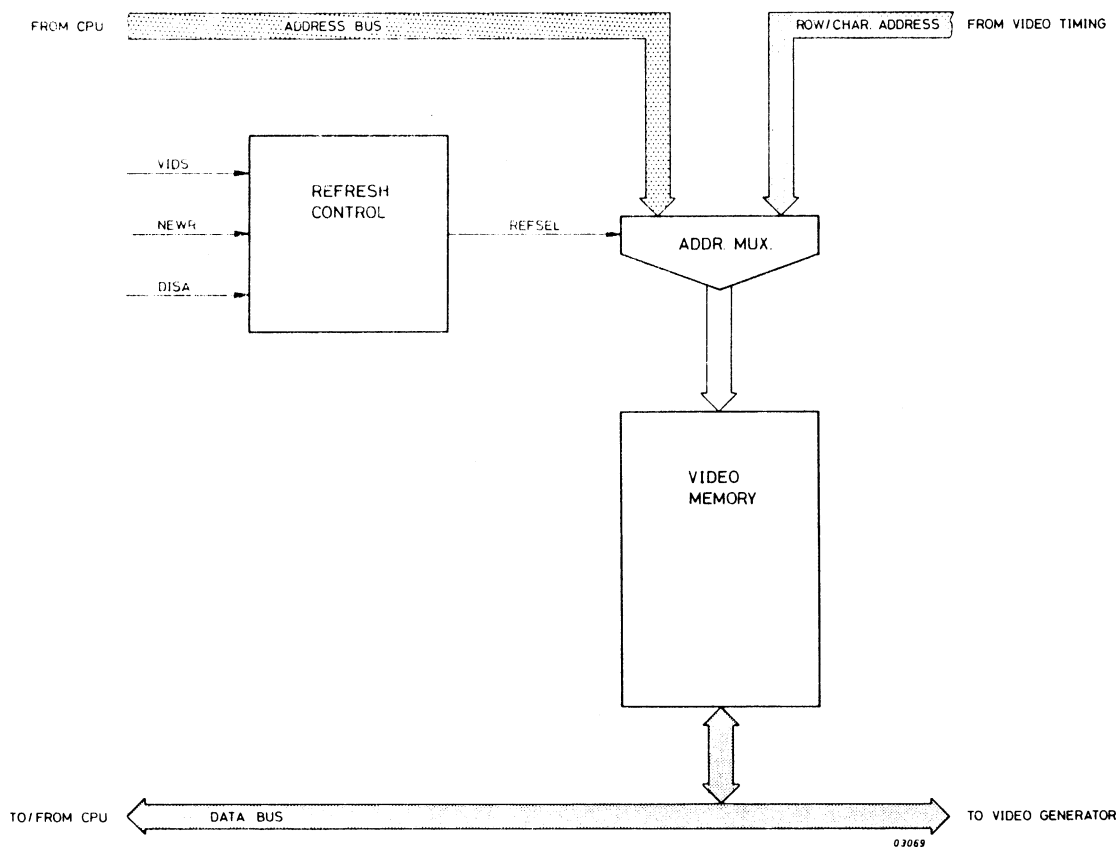 FROM CPU
ADDRESS BUS
ROW/CHAR. ADDRESS
FROM VIDEO TIMING
VIDS
NEWR
DISA
REFRESH
CONTROL
REFSEL
ADDR. MUX.
VIDEO
MEMORY
TO/FROM CPU
DATA BUS
TO VIDEO GENERATOR
03069